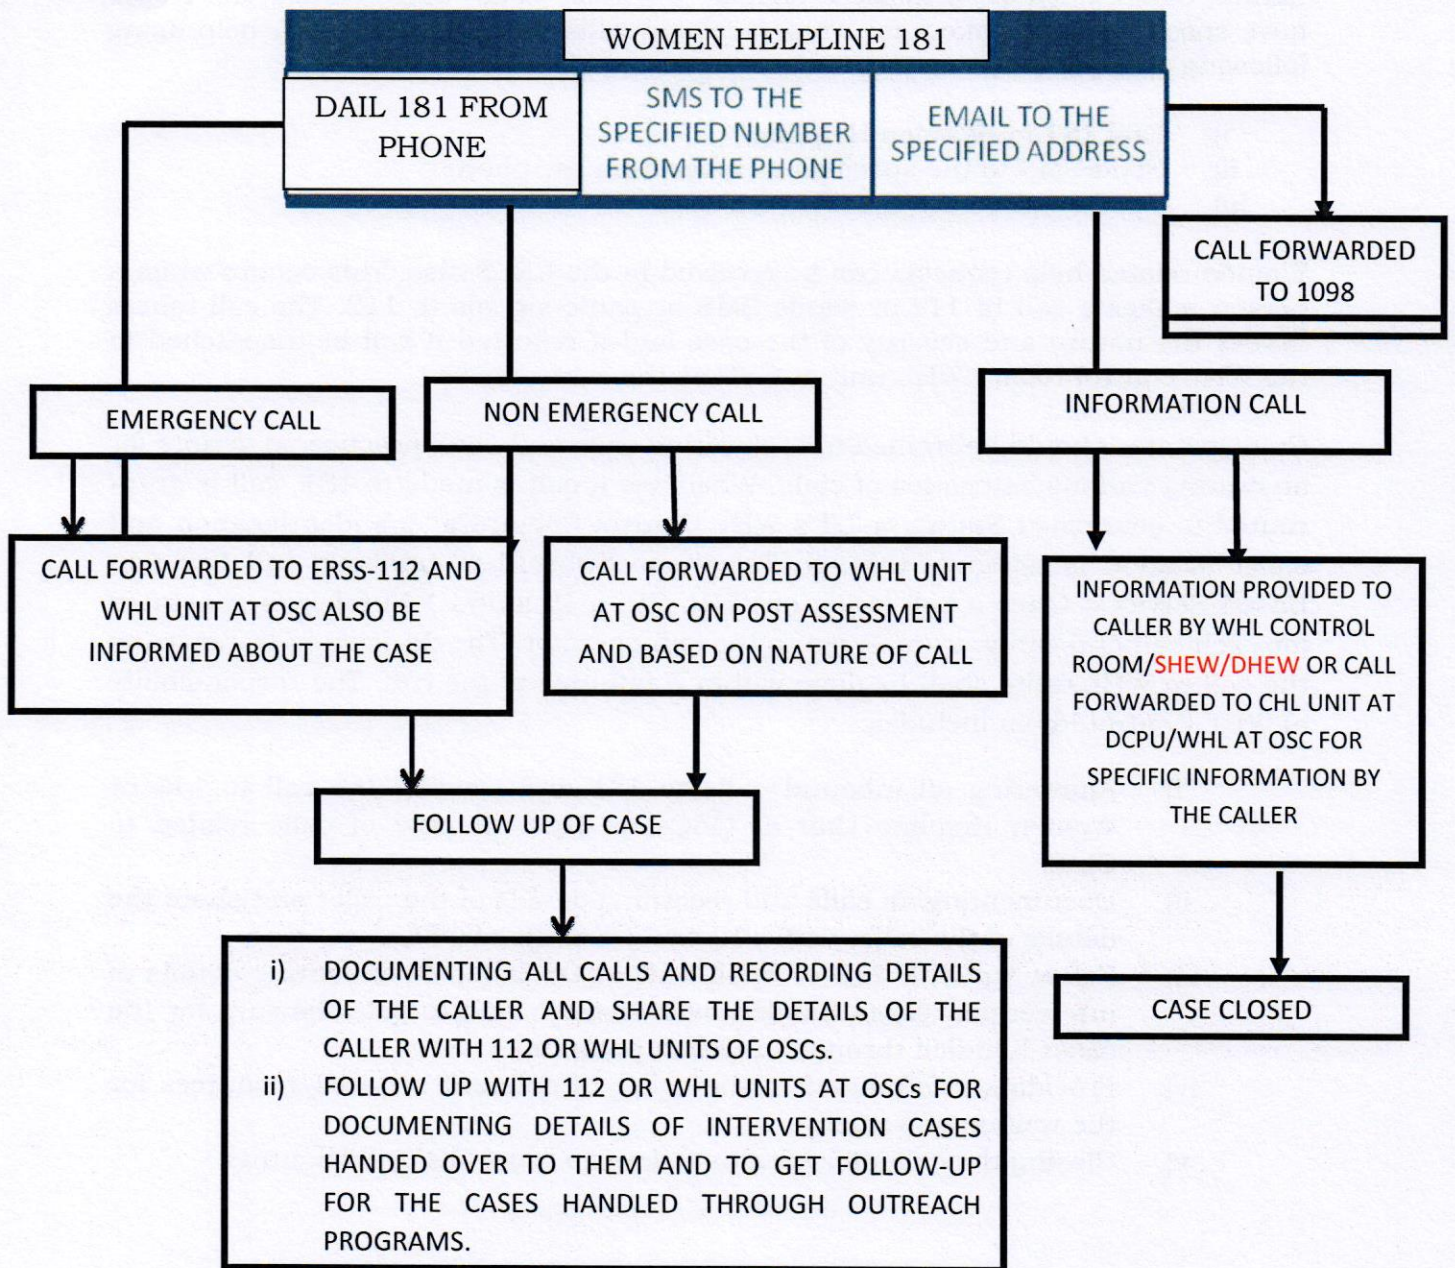 WOMEN HELPLINE 181
DAIL 181 FROM
PHONE
SMS TO THE
SPECIFIED NUMBER
FROM THE PHONE
EMAIL TO THE
SPECIFIED ADDRESS
CALL FORWARDED
TO 1098
EMERGENCY CALL
NON EMERGENCY CALL
INFORMATION CALL
CALL FORWARDED TO ERSS-112 AND
WHL UNIT AT OSC ALSO BE
INFORMED ABOUT THE CASE
CALL FORWARDED TO WHL UNIT
AT OSC ON POST ASSESSMENT
AND BASED ON NATURE OF CALL
INFORMATION PROVIDED TO
CALLER BY WHL CONTROL
ROOM/SHEW/DHEW OR CALL
FORWARDED TO CHL UNIT AT
DCPU/WHL AT OSC FOR
SPECIFIC INFORMATION BY
THE CALLER
FOLLOW UP OF CASE
CASE CLOSED
i) DOCUMENTING ALL CALLS AND RECORDING DETAILS
OF THE CALLER AND SHARE THE DETAILS OF THE
CALLER WITH 112 OR WHL UNITS OF OSCs.
ii) FOLLOW UP WITH 112 OR WHL UNITS AT OSCs FOR
DOCUMENTING DETAILS OF INTERVENTION CASES
HANDED OVER TO THEM AND TO GET FOLLOW-UP
FOR THE CASES HANDLED THROUGH OUTREACH
PROGRAMS.